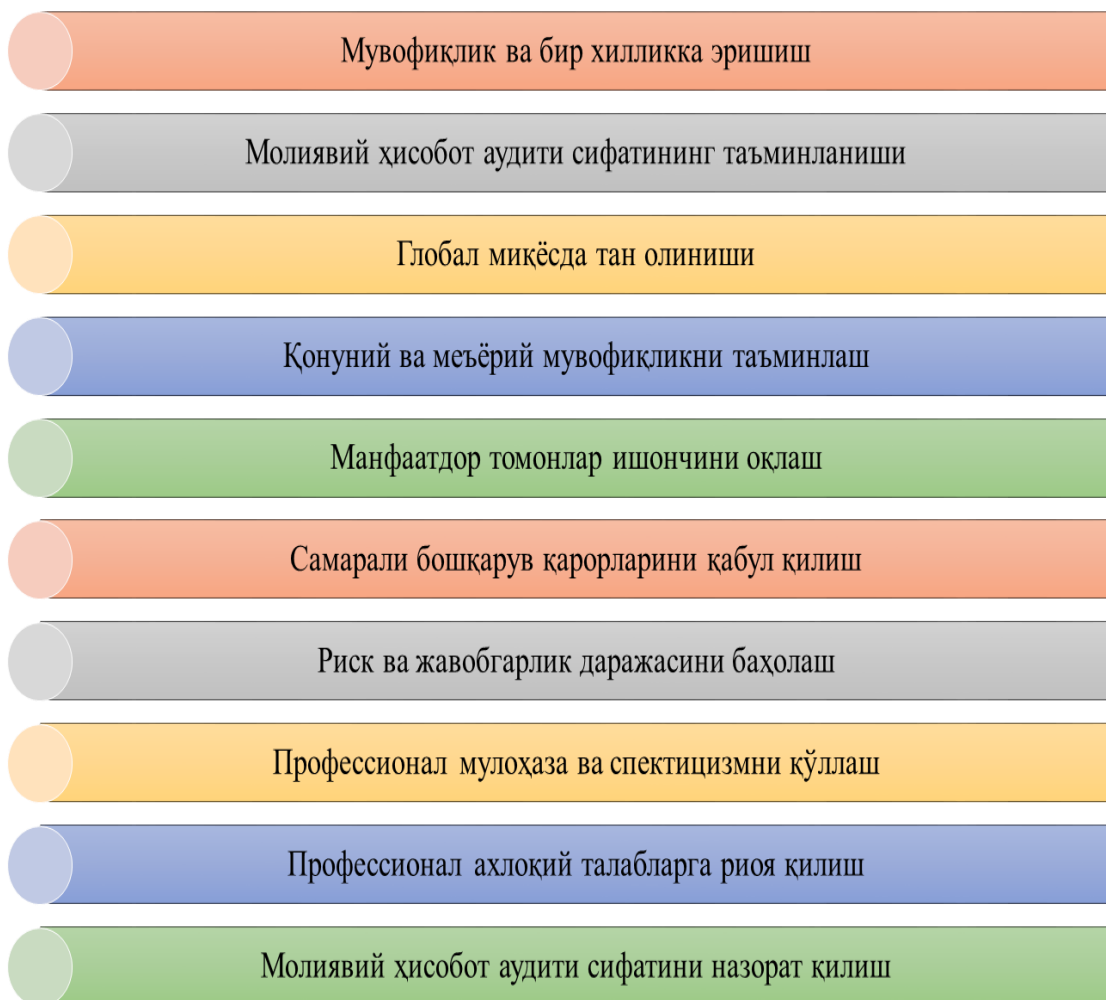 Мувофиқлик ва бир хилликка эришиш
Молиявий ҳисобот аудити сифатининг таъминланиши
Глобал миқёсда тан олиниши
Қонуний ва меъёрий мувофиқликни таъминлаш
Манфаатдор томонлар ишончини оқлаш
Самарали бошқарув қарорларини қабул қилиш
Риск ва жавобгарлик даражасини баҳолаш
Профессионал мулоҳаза ва спектицизмни қўллаш
Профессионал ахлоқий талабларга риоя қилиш
Молиявий ҳисобот аудити сифатини назорат қилиш